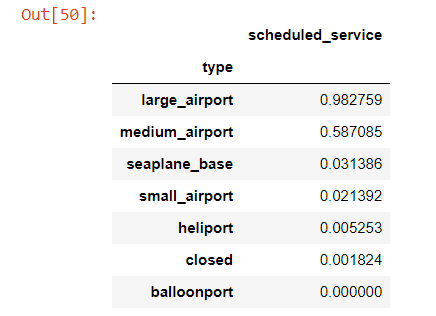 Out[50]:
scheduled_service
type
large_airport 0.982759
medium_airport 0.587085
seaplane_base 0.031386
small_airport 0.021392
heliport 0.005253
closed 0.001824
balloonport 0.000000